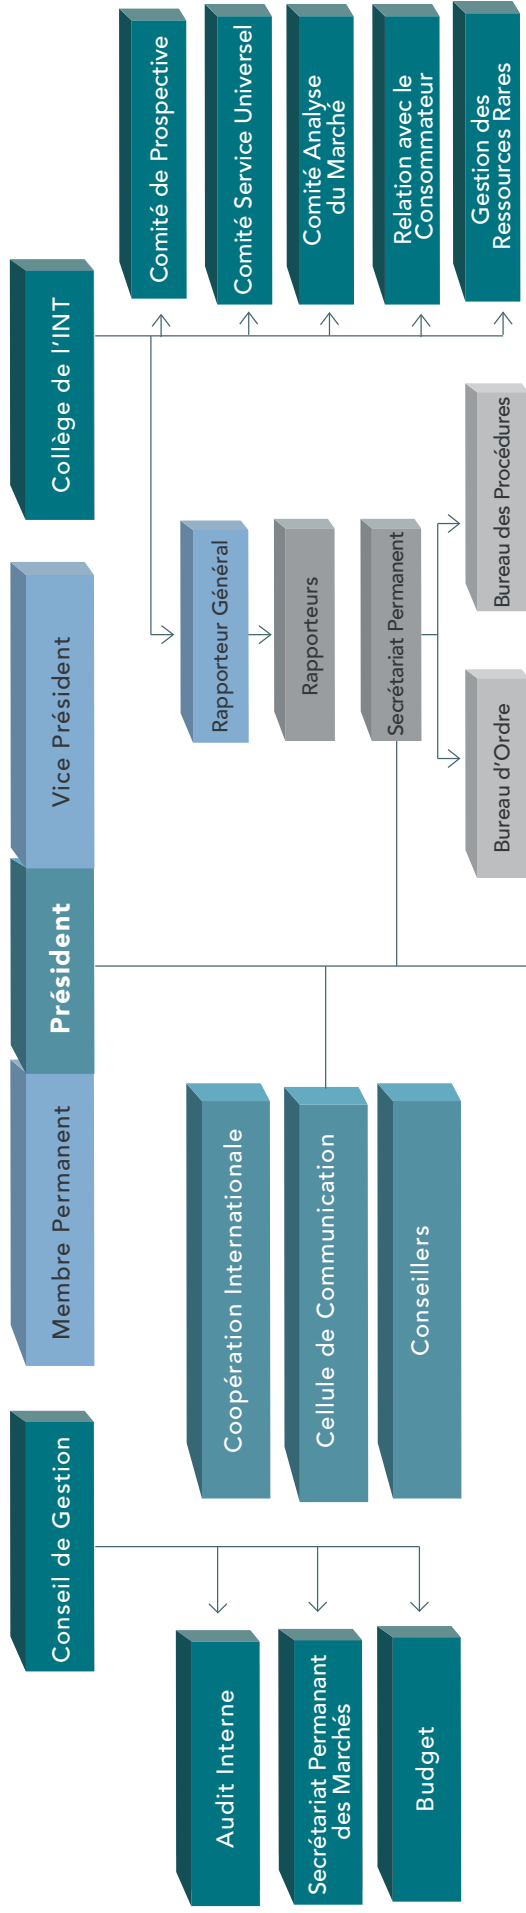 Conseil de Gestion
Membre Permanent
Président
Vice Président
Collège de l'INT
Audit Interne
Secrétariat Permanant
des Marchés
Budget
Coopération Internationale
Cellule de Communication
Conseillers
Rapporteur Général
Rapporteurs
Secrétariat Permanent
Bureau d'Ordre
Bureau des Procédures
Comité de Prospective
Comité Service Universel
Comité Analyse
du Marché
Relation avec le
Consommateur
Gestion des
Ressources Rares